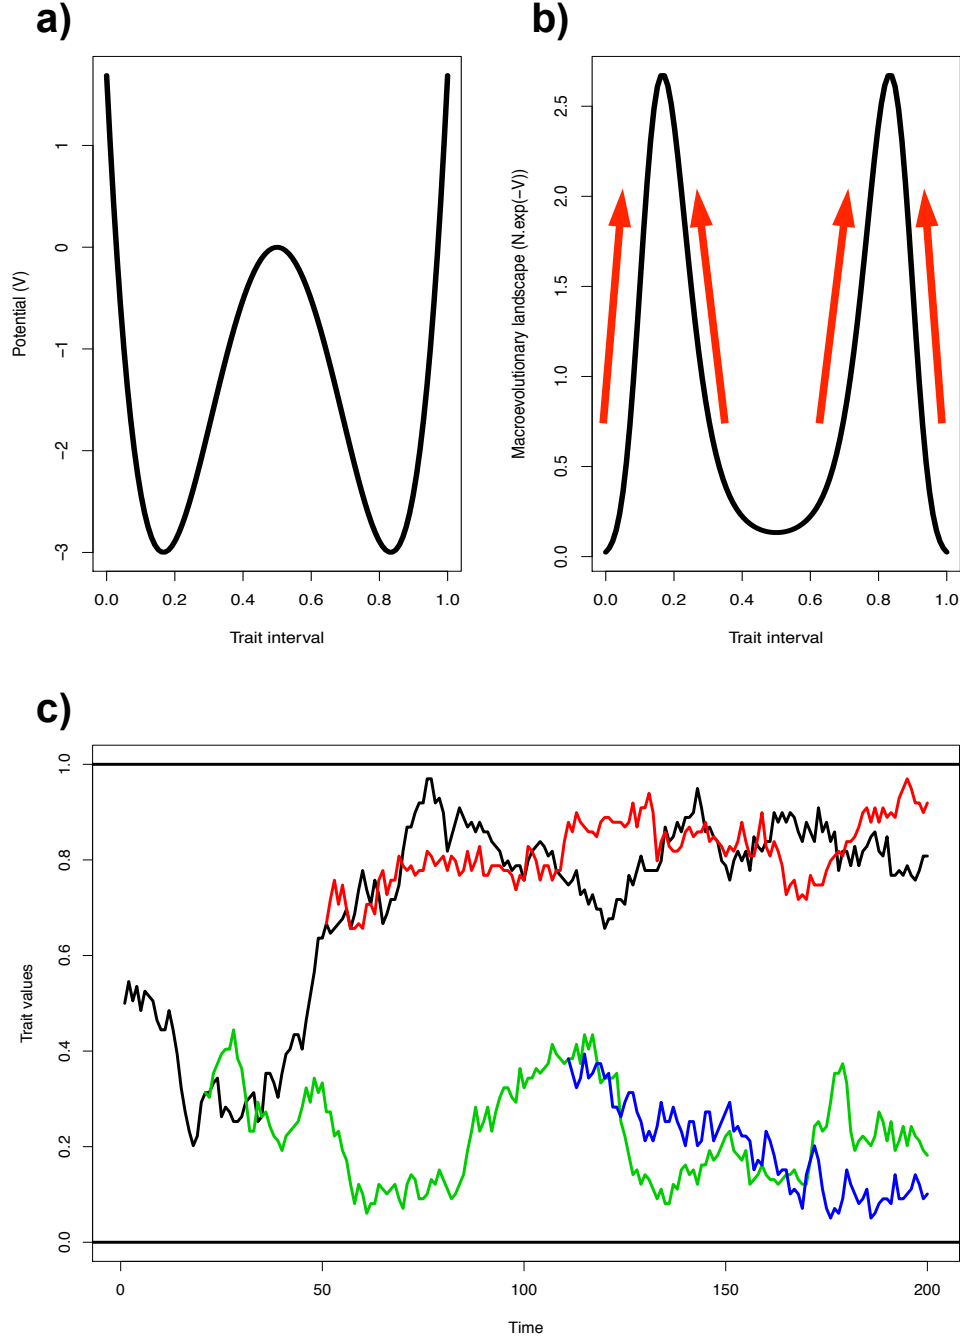 a)
1
0
-1
-2
-3
Potential (V)
0.0 0.2 0.4 0.6 0.8 1.0
Trait interval
b)
2.5
2.0
1.5
1.0
0.5
0.0
Macroevolutionary landscape (N.exp(−V))
0.0 0.2 0.4 0.6 0.8 1.0
Trait interval
c)
1.0
0.8
0.6
0.4
0.2
0.0
Trait values
0 50 100 150 200
Time